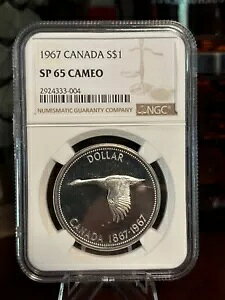 1967 CANADA S$1
SP 65 CAMEO
2924333-004
NUMISMATIC GUARANTY COMPANY
NGC
DOLLAR
CANADA 1867-1967